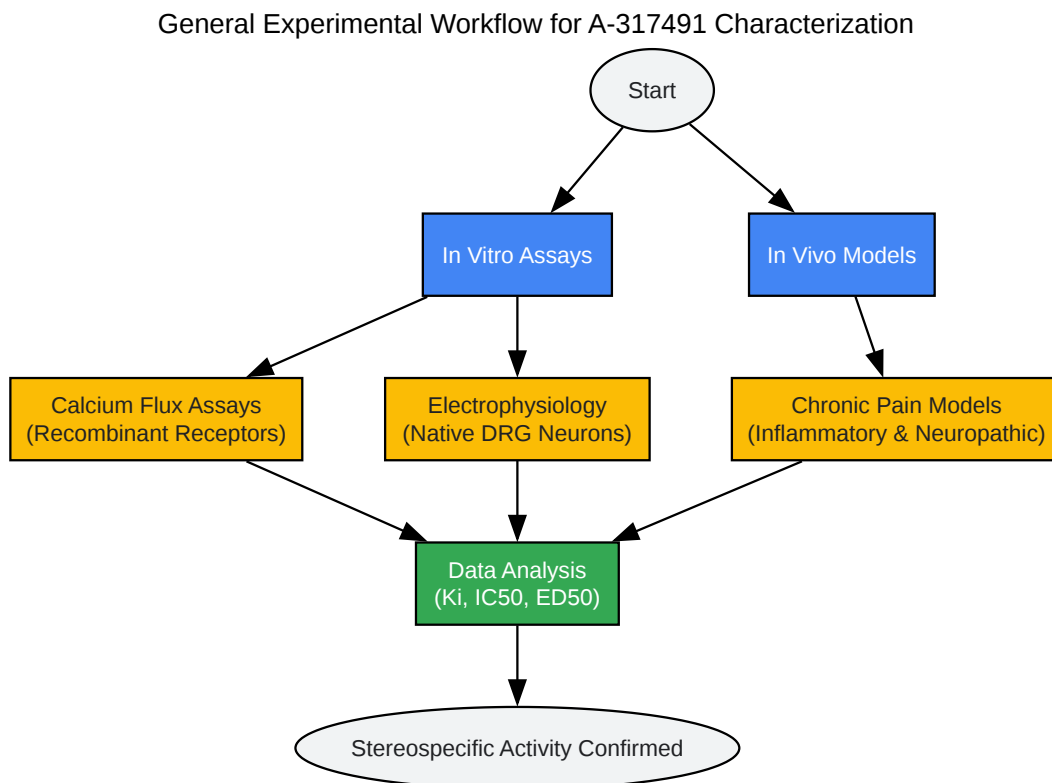 General Experimental Workflow for A-317491 Characterization
Start
In Vitro Assays
In Vivo Models
Calcium Flux Assays
(Recombinant Receptors)
Electrophysiology
(Native DRG Neurons)
Chronic Pain Models
(Inflammatory & Neuropathic)
Data Analysis
(Ki, IC50, ED50)
Stereospecific Activity Confirmed